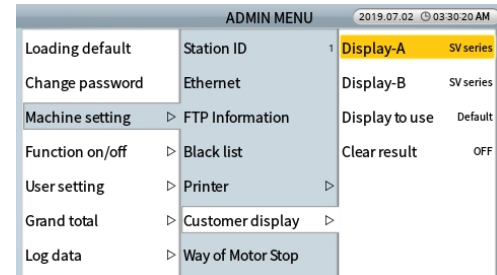 ADMIN MENU
2019.07.02 03:30:20 AM
Loading default
Change password
Machine setting
Function on/off
User setting
Grand total
Log data
Station ID 1
Ethernet
FTP Information
Black list
Printer
Customer display
Way of Motor Stop
Display-A SV series
Display-B SV series
Display to use Default
Clear result OFF